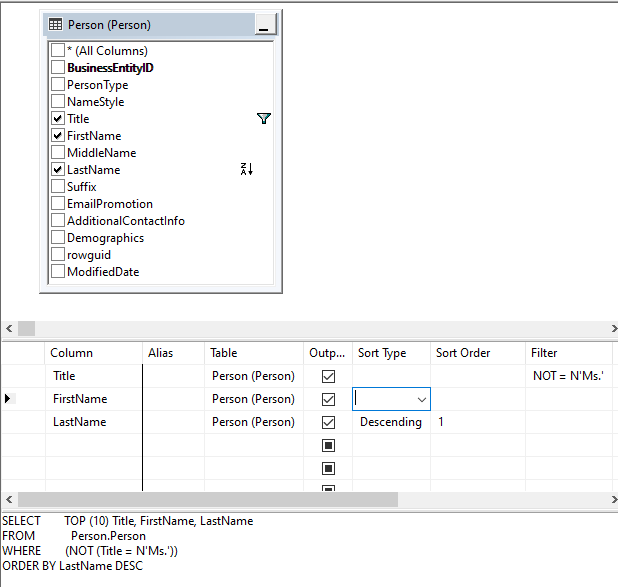 Person (Person)
* (All Columns)
BusinessEntityID
PersonType
NameStyle
Title
FirstName
MiddleName
LastName
Suffix
EmailPromotion
AdditionalContactInfo
Demographics
rowguid
ModifiedDate
Column Alias Table Outp... Sort Type Sort Order Filter
Title Person (Person) NOT = N'Ms.'
FirstName Person (Person)
LastName Person (Person) Descending 1
SELECT TOP (10) Title, FirstName, LastName
FROM Person.Person
WHERE (NOT (Title = N'Ms.'))
ORDER BY LastName DESC